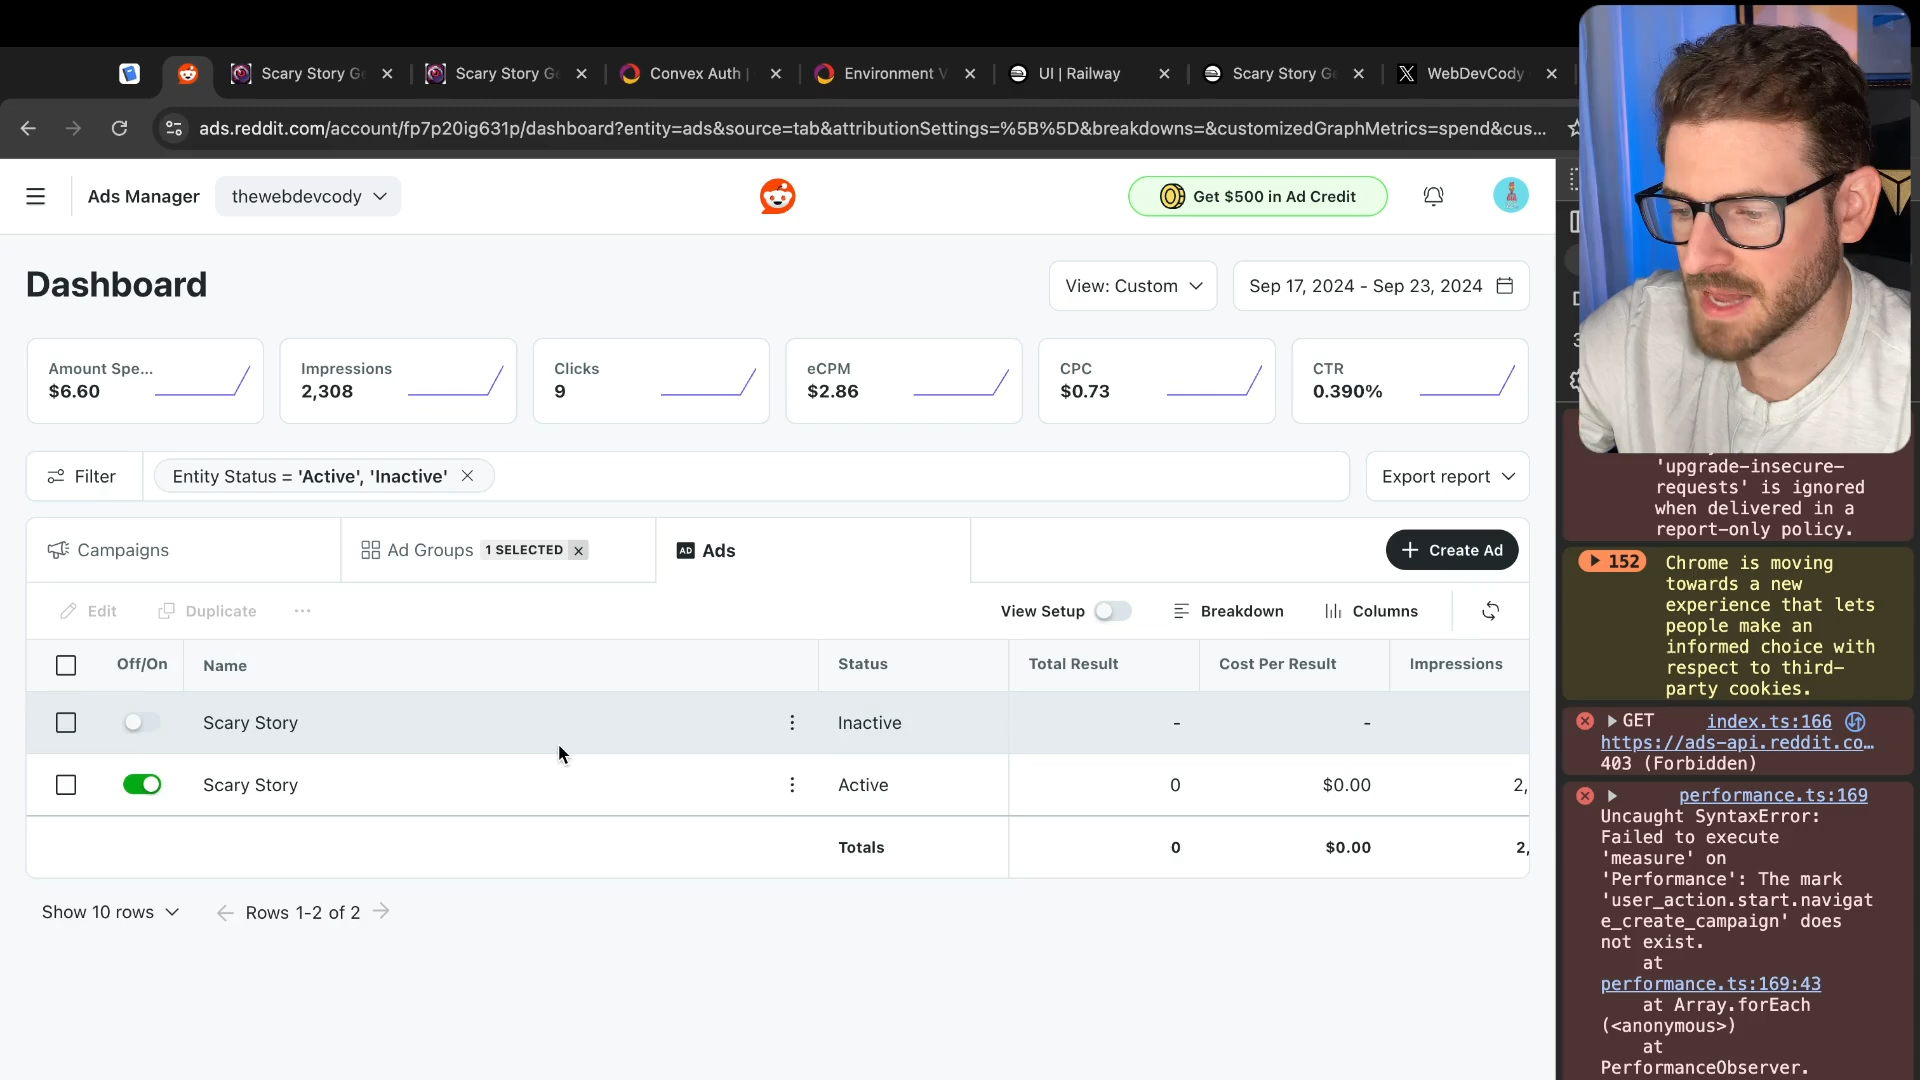 Scary Story Ge
Scary Story Ge
Convex Auth |
Environment V
UI | Railway
Scary Story Ge
WebDevCody
ads.reddit.com/account/fp7p20ig631p/dashboard?entity=ads&source=tab&attributionSettings=%5B%5D&breakdowns=&customizedGraphMetrics=spend&cus...
Ads Manager
thewebdevcody
Get $500 in Ad Credit
Dashboard
View: Custom
Sep 17, 2024 - Sep 23, 2024
Amount Spe...
$6.60
Impressions
2,308
Clicks
9
eCPM
$2.86
CPC
$0.73
CTR
0.390%
Filter
Entity Status = 'Active', 'Inactive'
Export report
Campaigns
Ad Groups 1 SELECTED
AD Ads
Create Ad
Edit
Duplicate
View Setup
Breakdown
Columns
Off/On Name Status Total Result Cost Per Result Impressions
Scary Story Inactive - -
Scary Story Active 0 $0.00 2,
Totals 0 $0.00 2,
Show 10 rows
Rows 1-2 of 2
'upgrade-insecure-
requests' is ignored
when delivered in a
report-only policy.
152 Chrome is moving
towards a new
experience that lets
people make an
informed choice with
respect to third-
party cookies.
GET index.ts:166
https://ads-api.reddit.co…
403 (Forbidden)
performance.ts:169
Uncaught SyntaxError:
Failed to execute
'measure' on
'Performance': The mark
'user_action.start.navigat
e_create_campaign' does
not exist.
at
performance.ts:169:43
at Array.forEach
(<anonymous>)
at
PerformanceObserver.